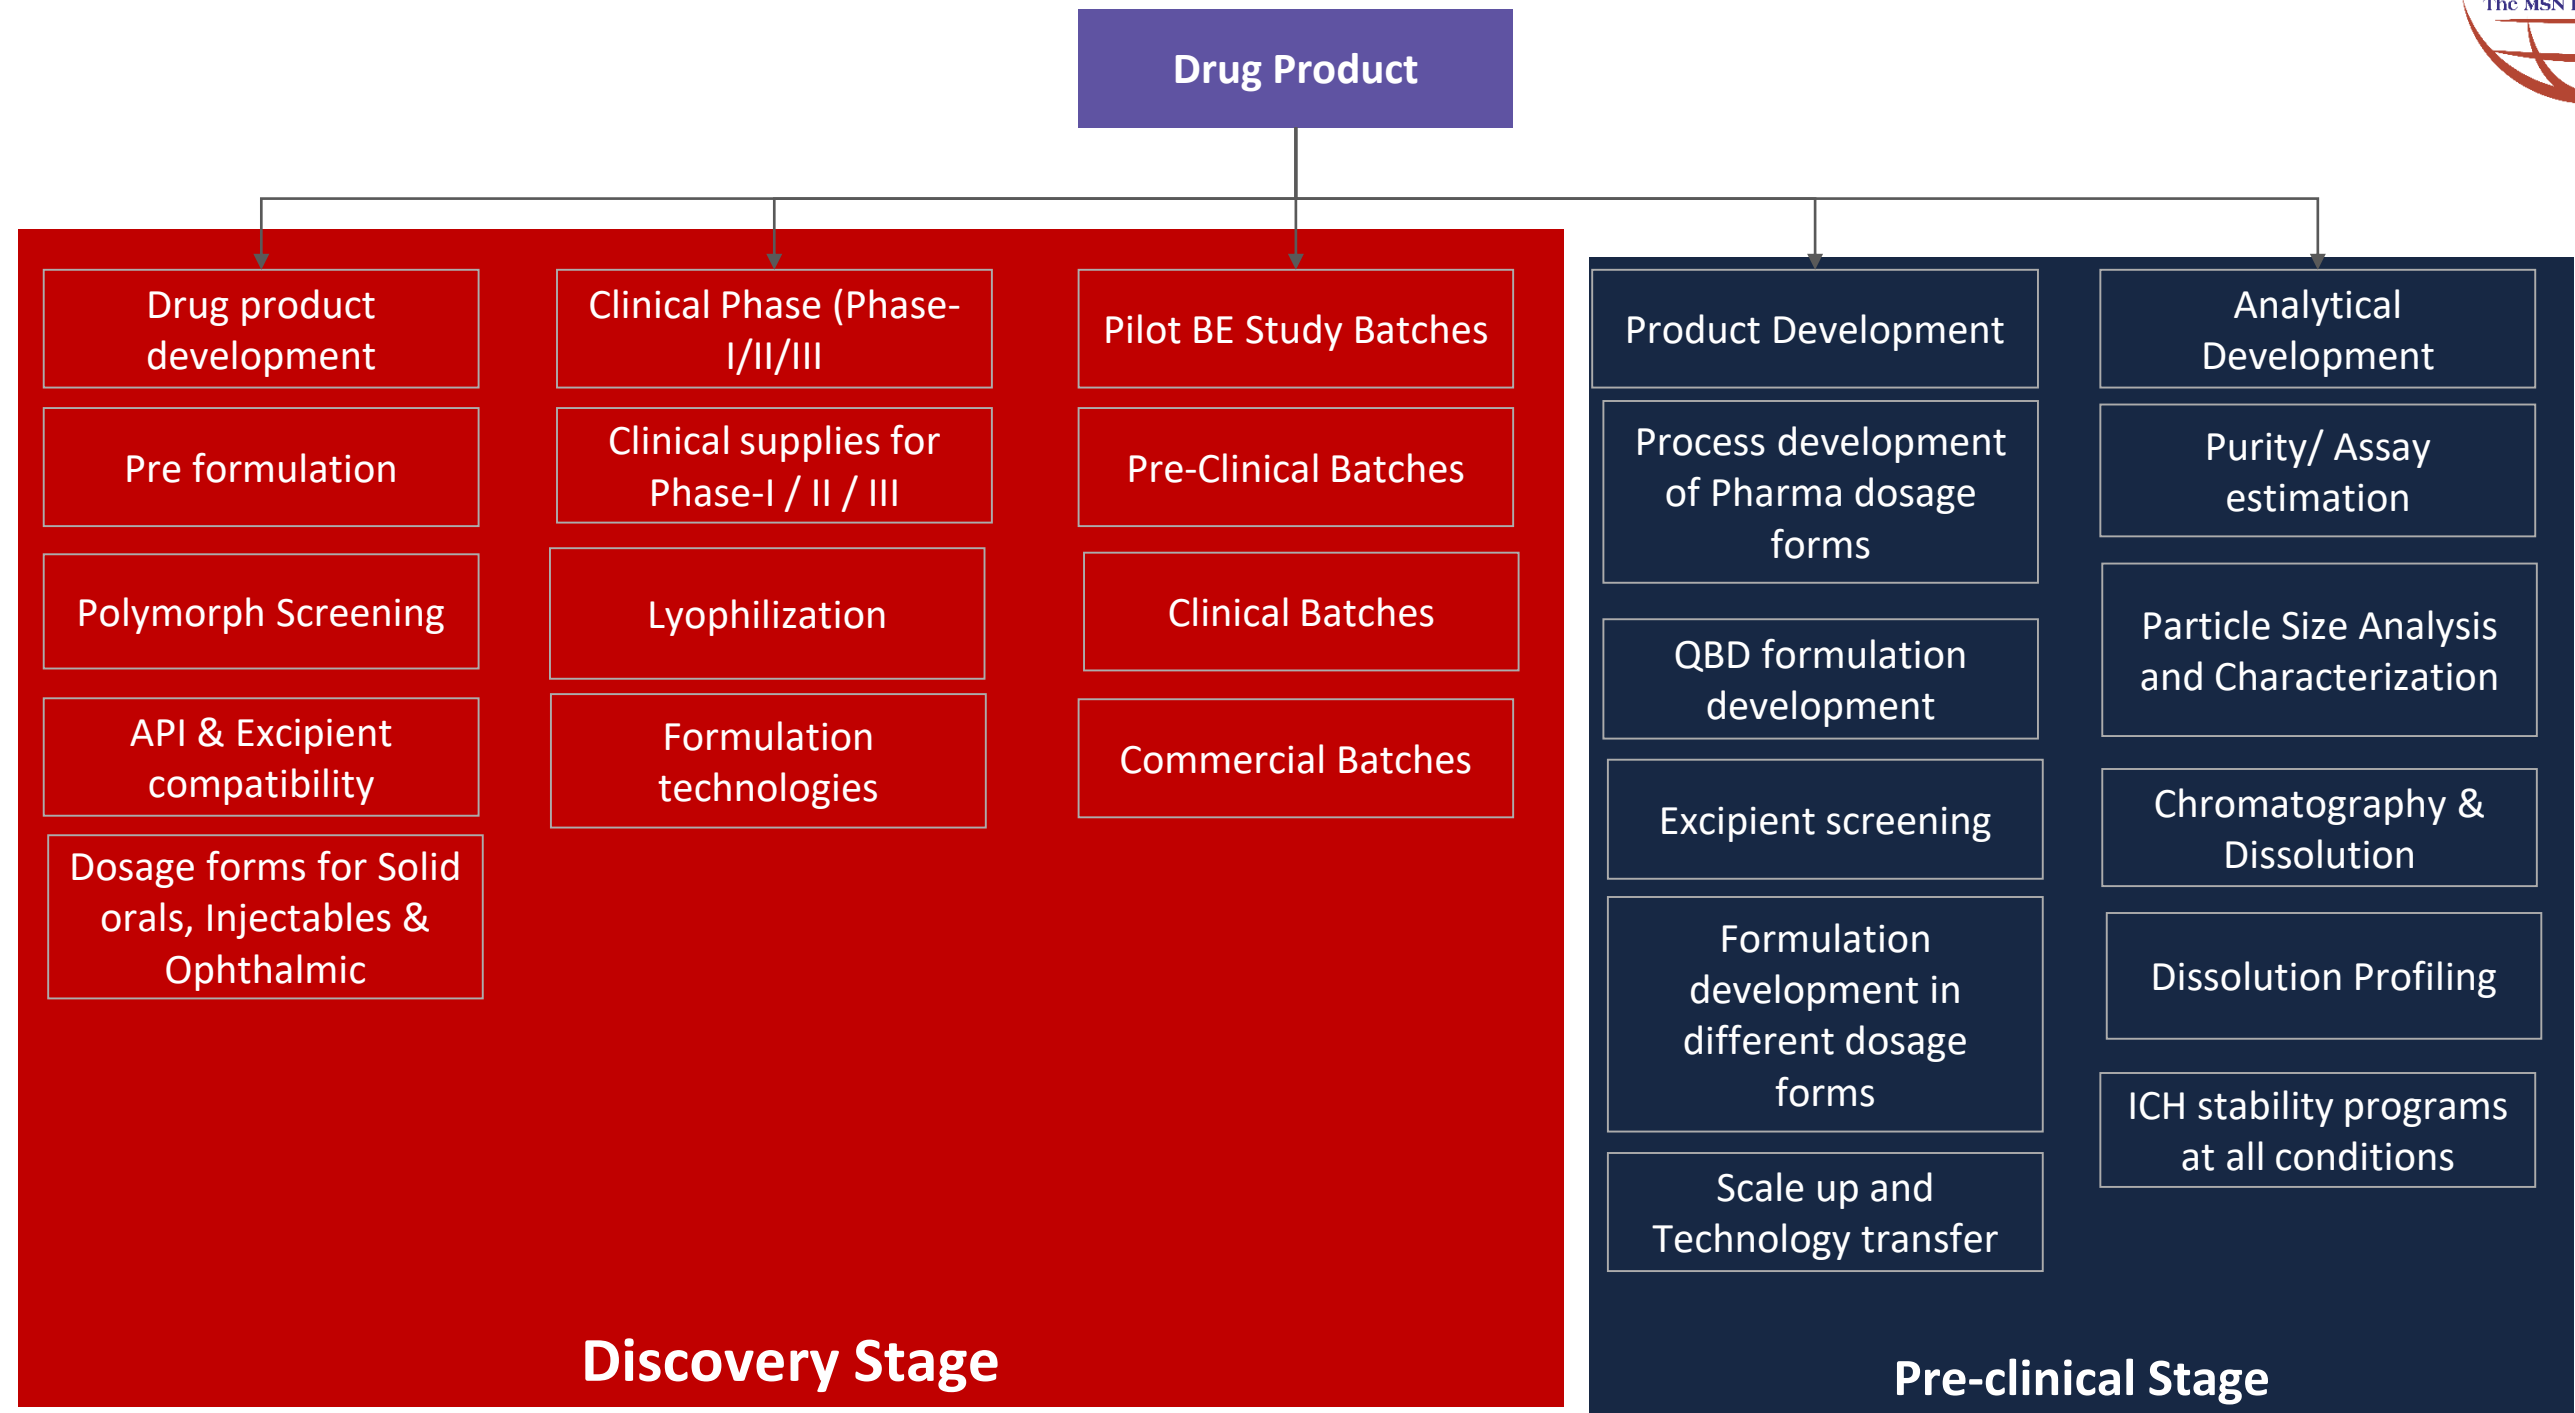 The MSN
Drug Product
Drug product
development
Pre formulation
Polymorph Screening
API & Excipient
compatibility
Dosage forms for Solid
orals, Injectables &
Ophthalmic
Clinical Phase (Phase-
I/II/III
Clinical supplies for
Phase-I / II / III
Lyophilization
Formulation
technologies
Pilot BE Study Batches
Pre-Clinical Batches
Clinical Batches
Commercial Batches
Discovery Stage
Product Development
Process development
of Pharma dosage
forms
QBD formulation
development
Excipient screening
Formulation
development in
different dosage
forms
Scale up and
Technology transfer
Analytical
Development
Purity/ Assay
estimation
Particle Size Analysis
and Characterization
Chromatography &
Dissolution
Dissolution Profiling
ICH stability programs
at all conditions
Pre-clinical Stage